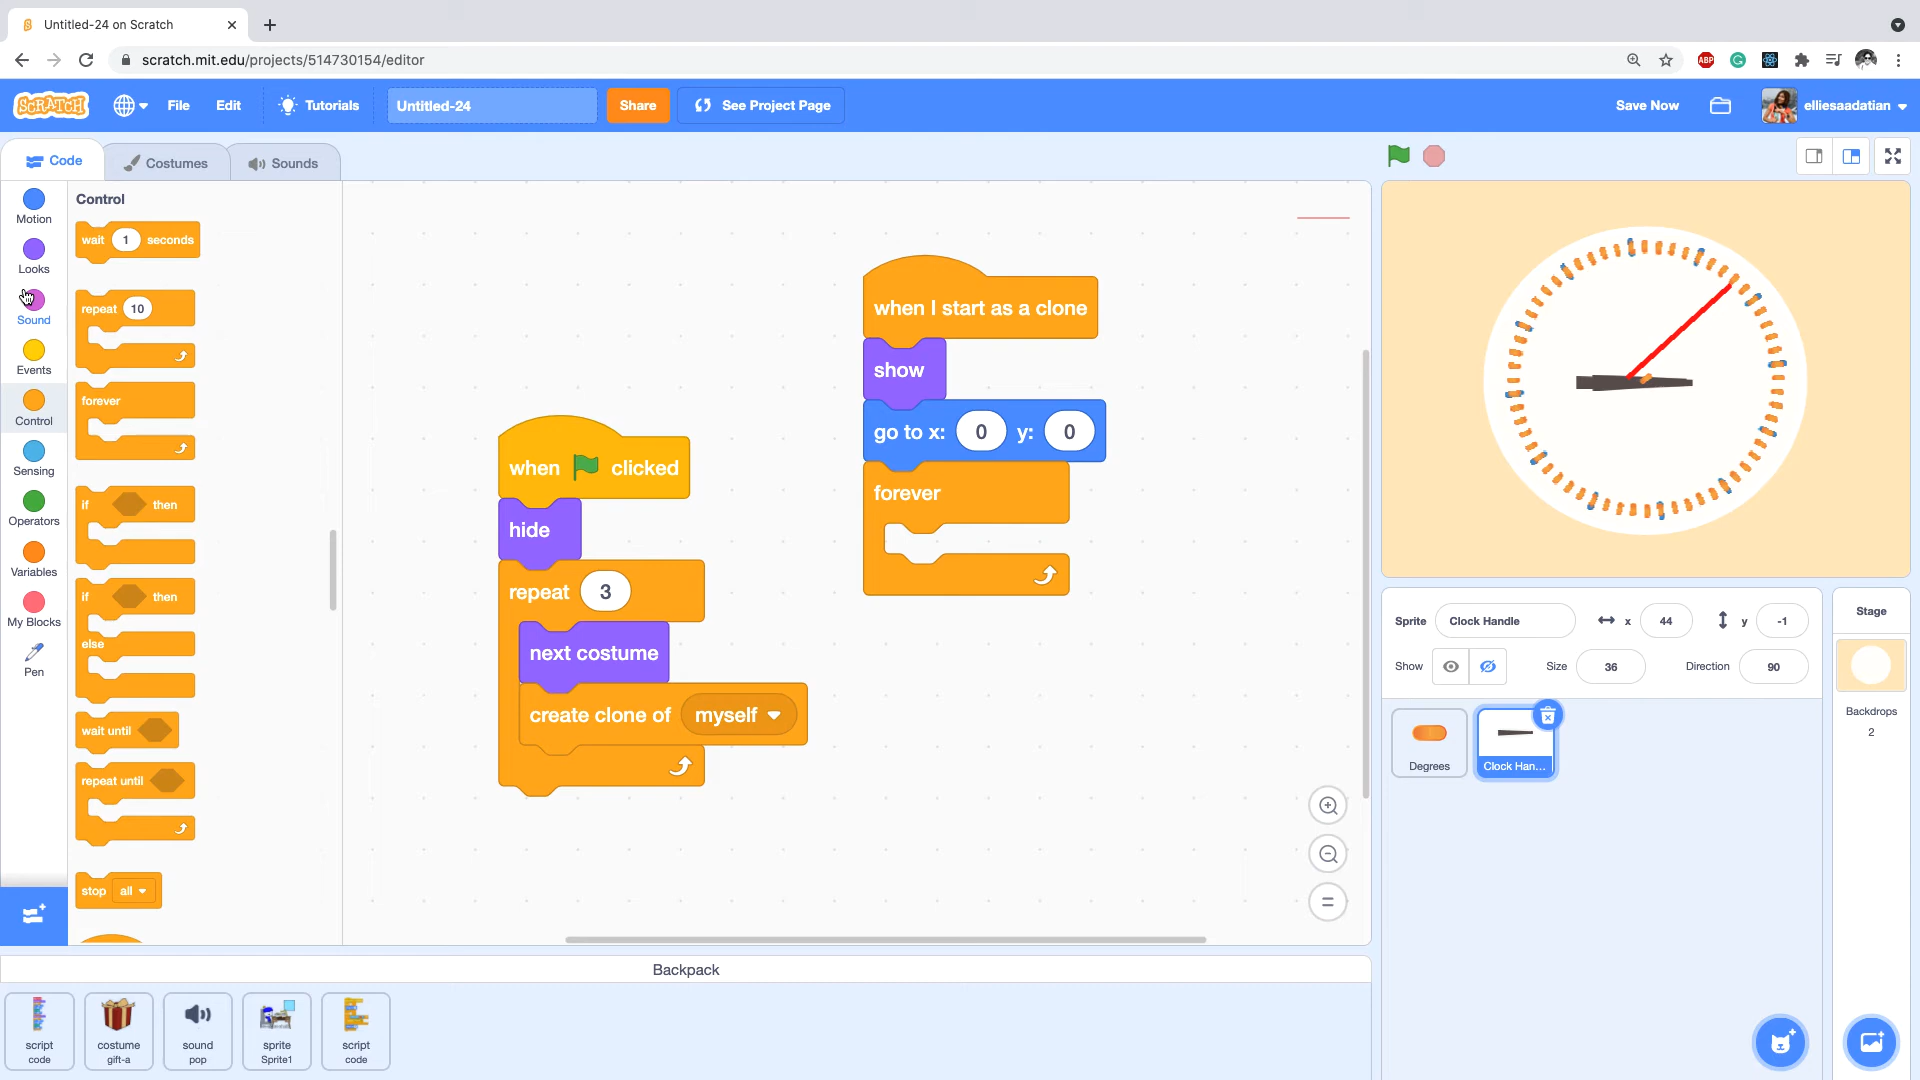 Untitled-24 on Scratch
scratch.mit.edu/projects/514730154/editor
ABP
SCRATCH
File
Edit
Tutorials
Untitled-24
Share
See Project Page
Save Now
elliesaadatian
Code
Costumes
Sounds
Motion
Looks
Sound
Events
Control
Sensing
Operators
Variables
My Blocks
Pen
Control
wait 1 seconds
repeat 10
forever
if then
if then
else
wait until
repeat until
stop all
when clicked
hide
repeat 3
next costume
create clone of myself
when I start as a clone
show
go to x: 0 y: 0
forever
Sprite Clock Handle x 44 y -1
Show Size 36 Direction 90
Degrees
Clock Han...
Stage
Backdrops
2
Backpack
script
code
costume
gift-a
sound
pop
sprite
Sprite1
script
code